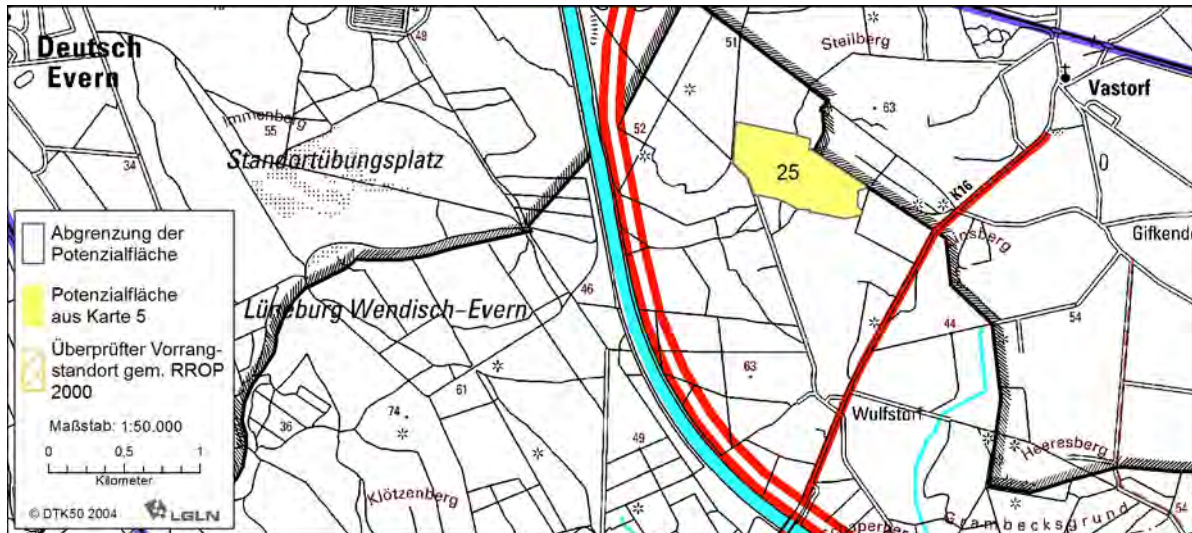 Deutsch
Evern
48
51
Steilberg
Vastorf
63
Immenberg
55
52
34
Standortübungsplatz
25
K16
Gifkende
Abgrenzung der
Potenzialfläche
Potenzialfläche
aus Karte 5
Überprüfter Vorrang-
standort gem. RROP
2000
Maßstab: 1:50.000
0 0,5 1
Kilometer
© DTK50 2004 LGLN
46
Lüneburg Wendisch-Evern
44
54
61
63
74
36
Wulfstorf
49
Heeresberg
Klötzenberg
Grambecksgrund
54